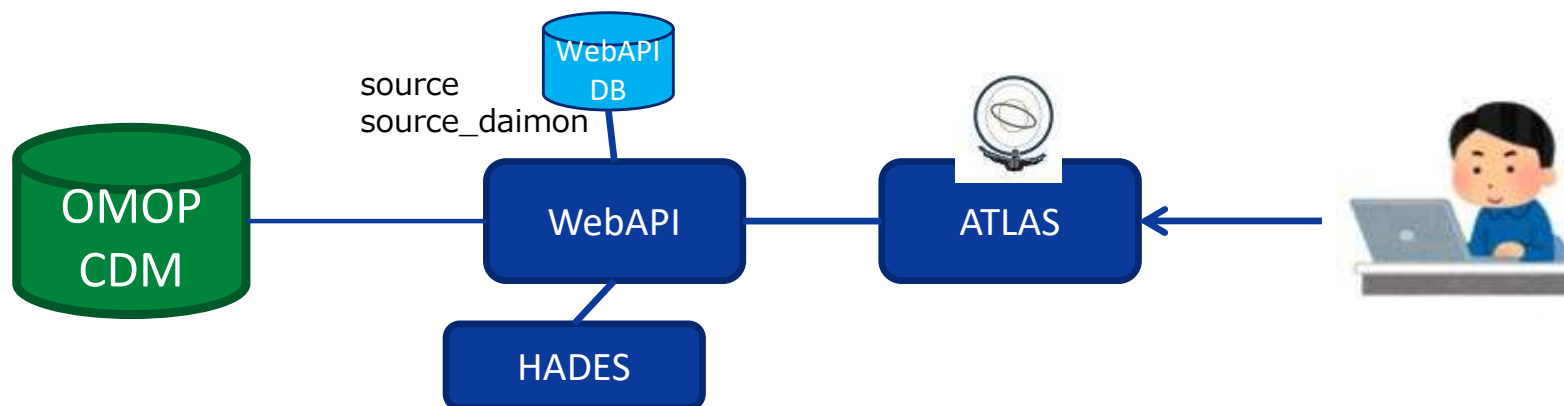 WebAPI
DB
source
source_daimon
OMOP
CDM
WebAPI
ATLAS
HADES